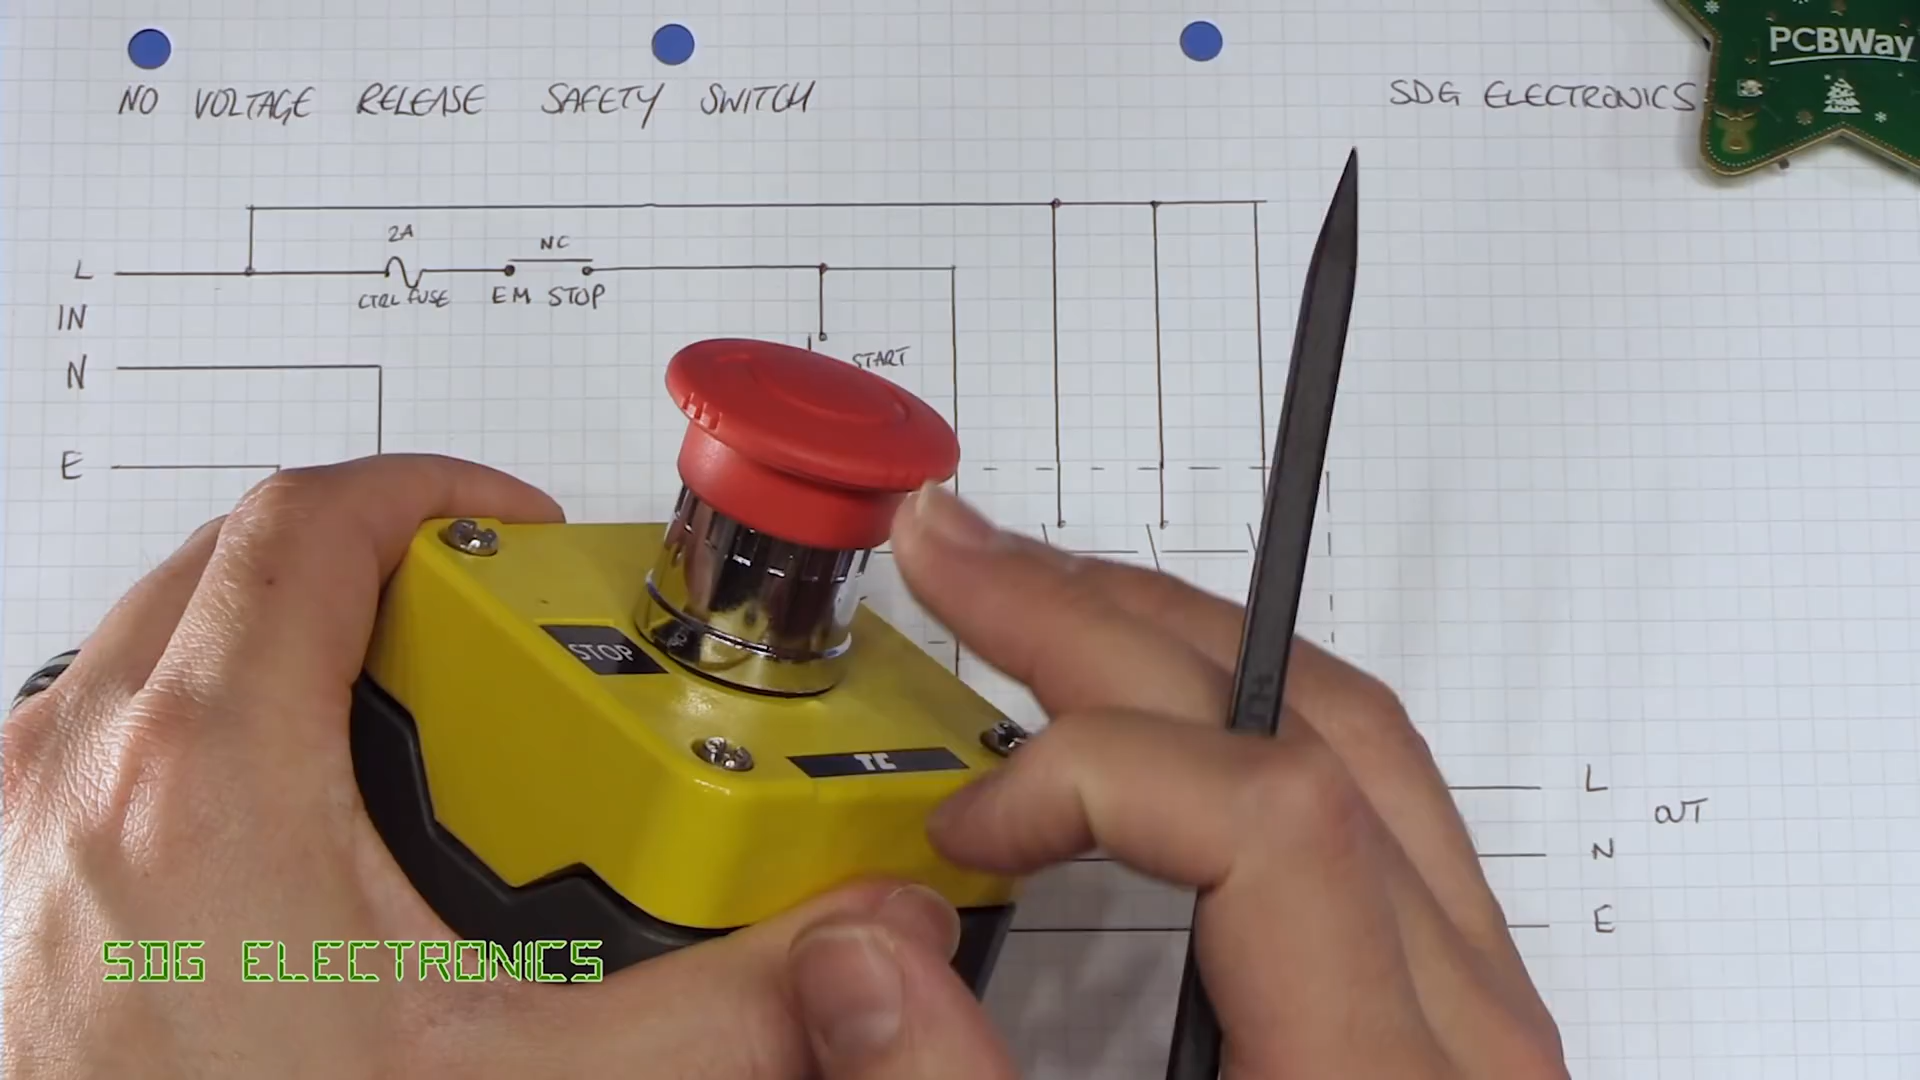 NO VOLTAGE RELEASE SAFETY SWITCH
SDG ELECTRONICS
PCBWay
2A
NC
L
CTRL FUSE
EM STOP
IN
N
START
E
STOP
TC
L
OUT
N
E
SDG ELECTRONICS